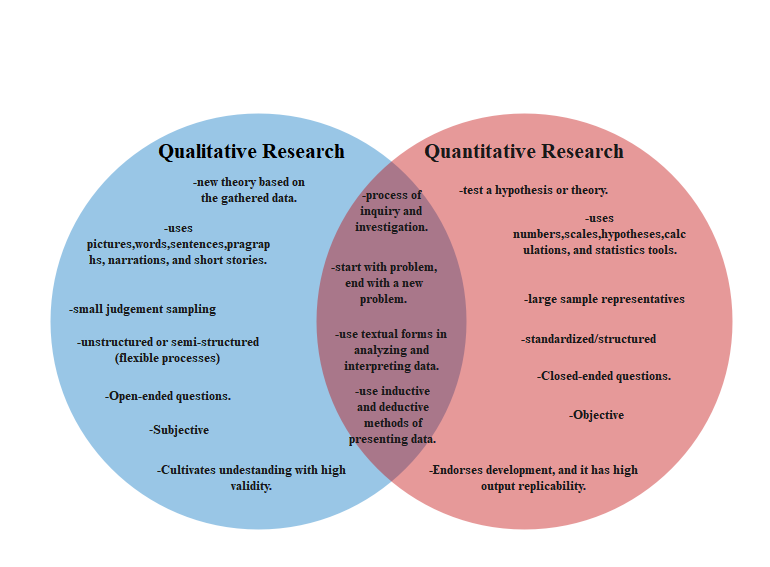 Qualitative Research
-new theory based on
the gathered data.
-uses
pictures,words,sentences,pragrap
hs, narrations, and short stories.
-small judgement sampling
-unstructured or semi-structured
(flexible processes)
-Open-ended questions.
-Subjective
-Cultivates undestanding with high
validity.
-process of
inquiry and
investigation.
-start with problem,
end with a new
problem.
-use textual forms in
analyzing and
interpreting data.
-use inductive
and deductive
methods of
presenting data.
Quantitative Research
-test a hypothesis or theory.
-uses
numbers,scales,hypotheses,calc
ulations, and statistics tools.
-large sample representatives
-standardized/structured
-Closed-ended questions.
-Objective
-Endorses development, and it has high
output replicability.